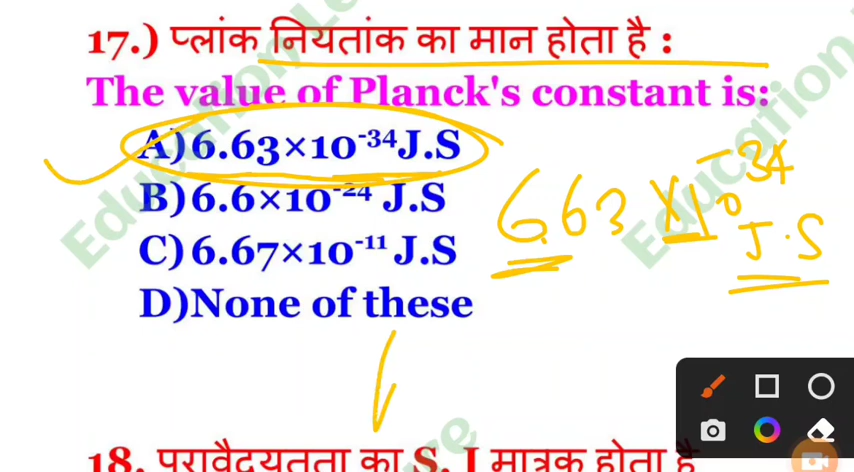 17.) प्लांक नियतांक का मान होता है :
The value of Planck's constant is:
A)6.63×10⁻³⁴J.S
B)6.6×10⁻²⁴ J.S
C)6.67×10⁻¹¹ J.S
D)None of these
6.63 × 10⁻³⁴
J.S
18. परावैद्युतता का S. I मात्रक होता है